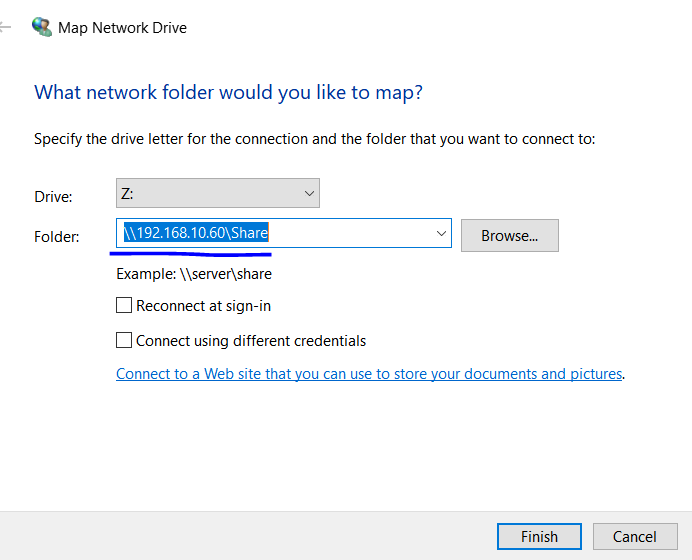 Map Network Drive
What network folder would you like to map?
Specify the drive letter for the connection and the folder that you want to connect to:
Drive: Z:
Folder: \\192.168.10.60\Share Browse...
Example: \\server\share
Reconnect at sign-in
Connect using different credentials
Connect to a Web site that you can use to store your documents and pictures.
Finish Cancel